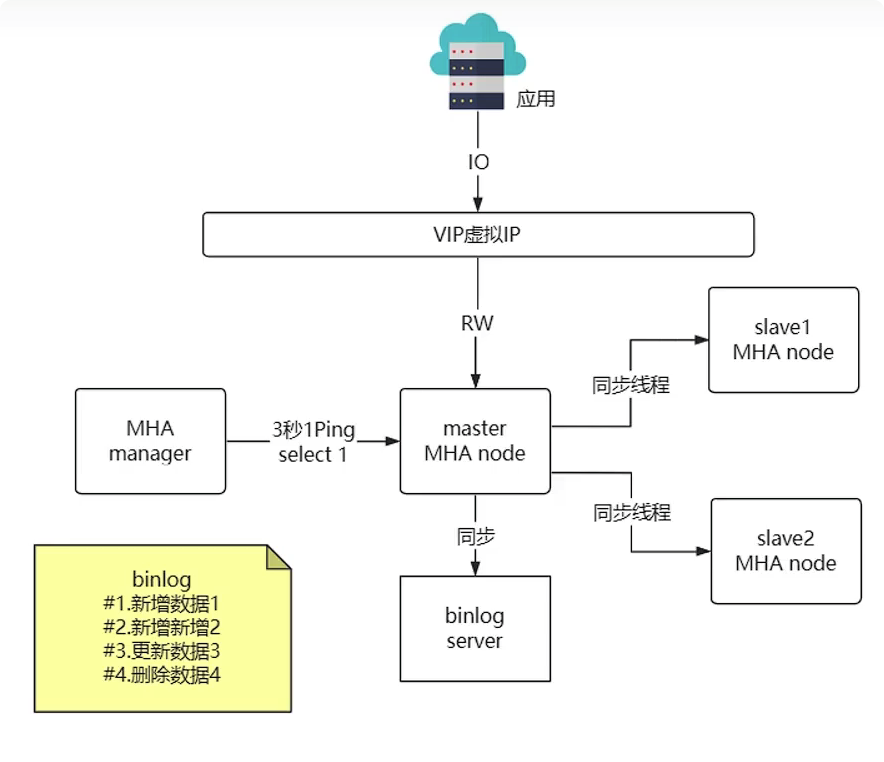 应用
IO
VIP虚拟IP
RW
slave1
MHA node
同步线程
MHA
manager
3秒1Ping
select 1
master
MHA node
同步线程
slave2
MHA node
同步
binlog
server
binlog
#1.新增数据1
#2.新增新增2
#3.更新数据3
#4.删除数据4